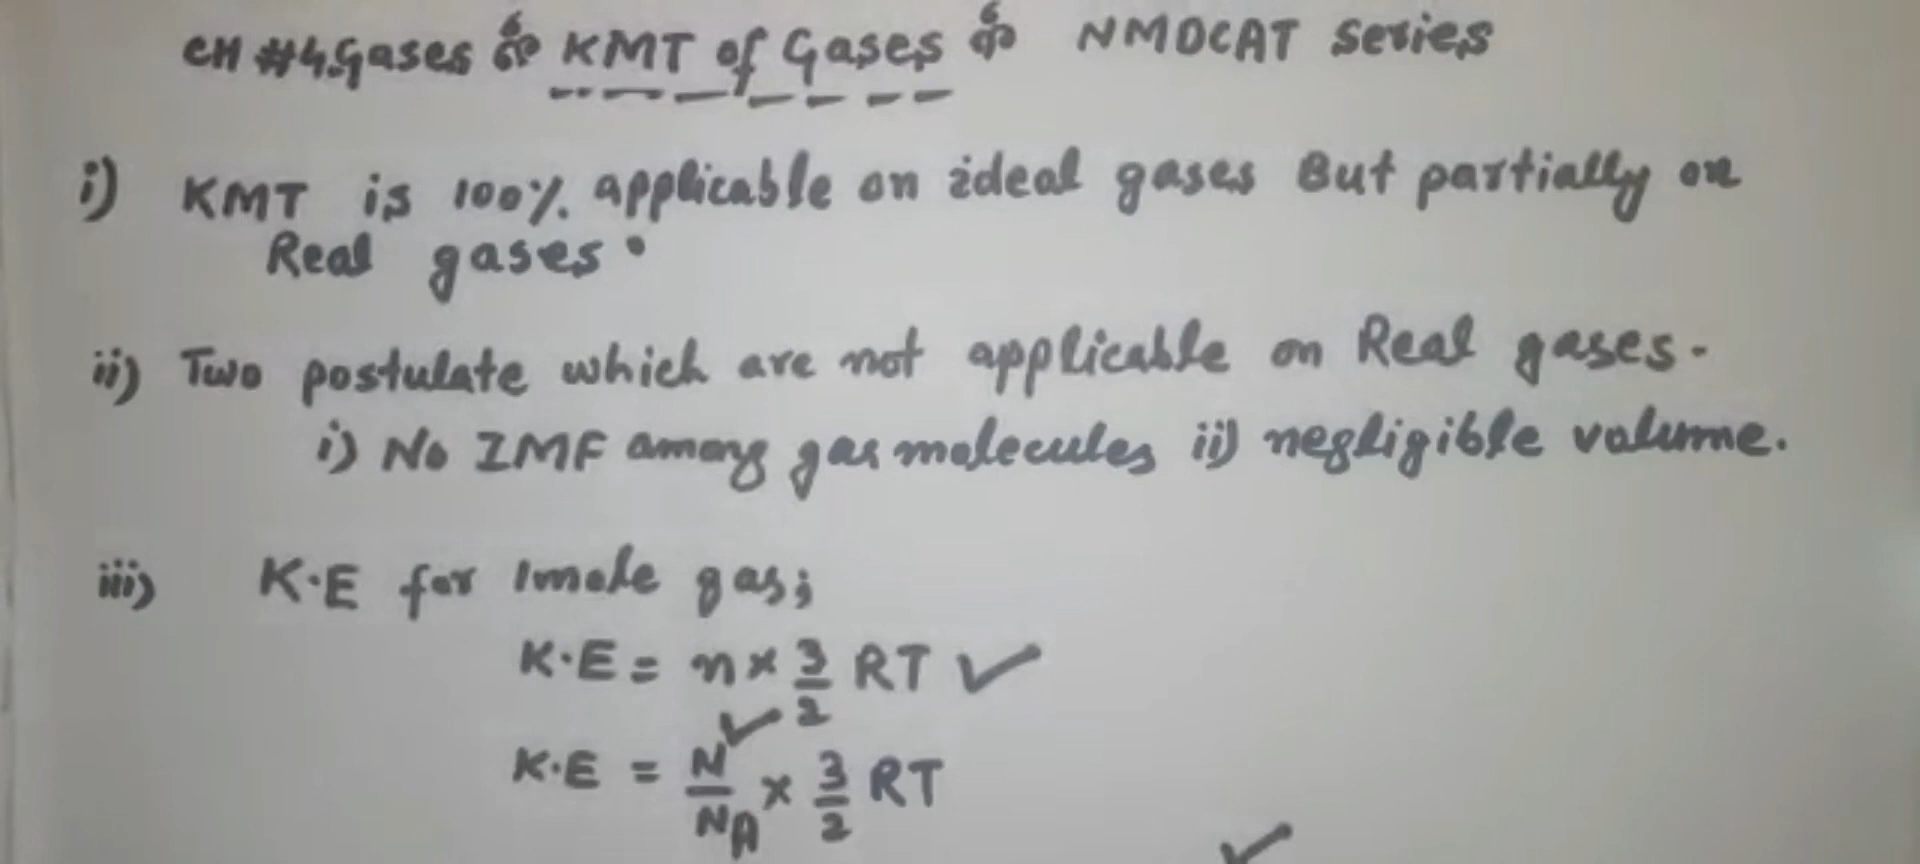 CH #4 Gases KMT of Gases NMDCAT Series
i) KMT is 100% applicable on ideal gases But partially on
Real gases.
ii) Two postulate which are not applicable on Real gases.
i) No IMF among gas molecules ii) negligible volume.
iii) K.E for 1mole gas;
K.E = n × 3/2 RT ✓
K.E = N✓/NA × 3/2 RT
✓